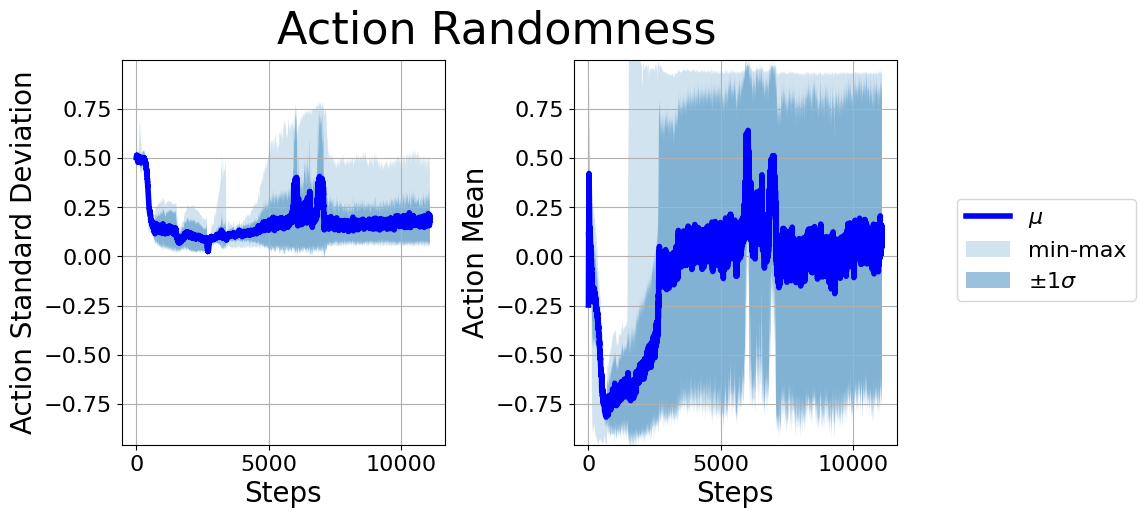 Action Randomness
Action Standard Deviation
0.75
0.50
0.25
0.00
−0.25
−0.50
−0.75
0 5000 10000
Steps
Action Mean
0.75
0.50
0.25
0.00
−0.25
−0.50
−0.75
0 5000 10000
Steps
μ
min-max
±1σ